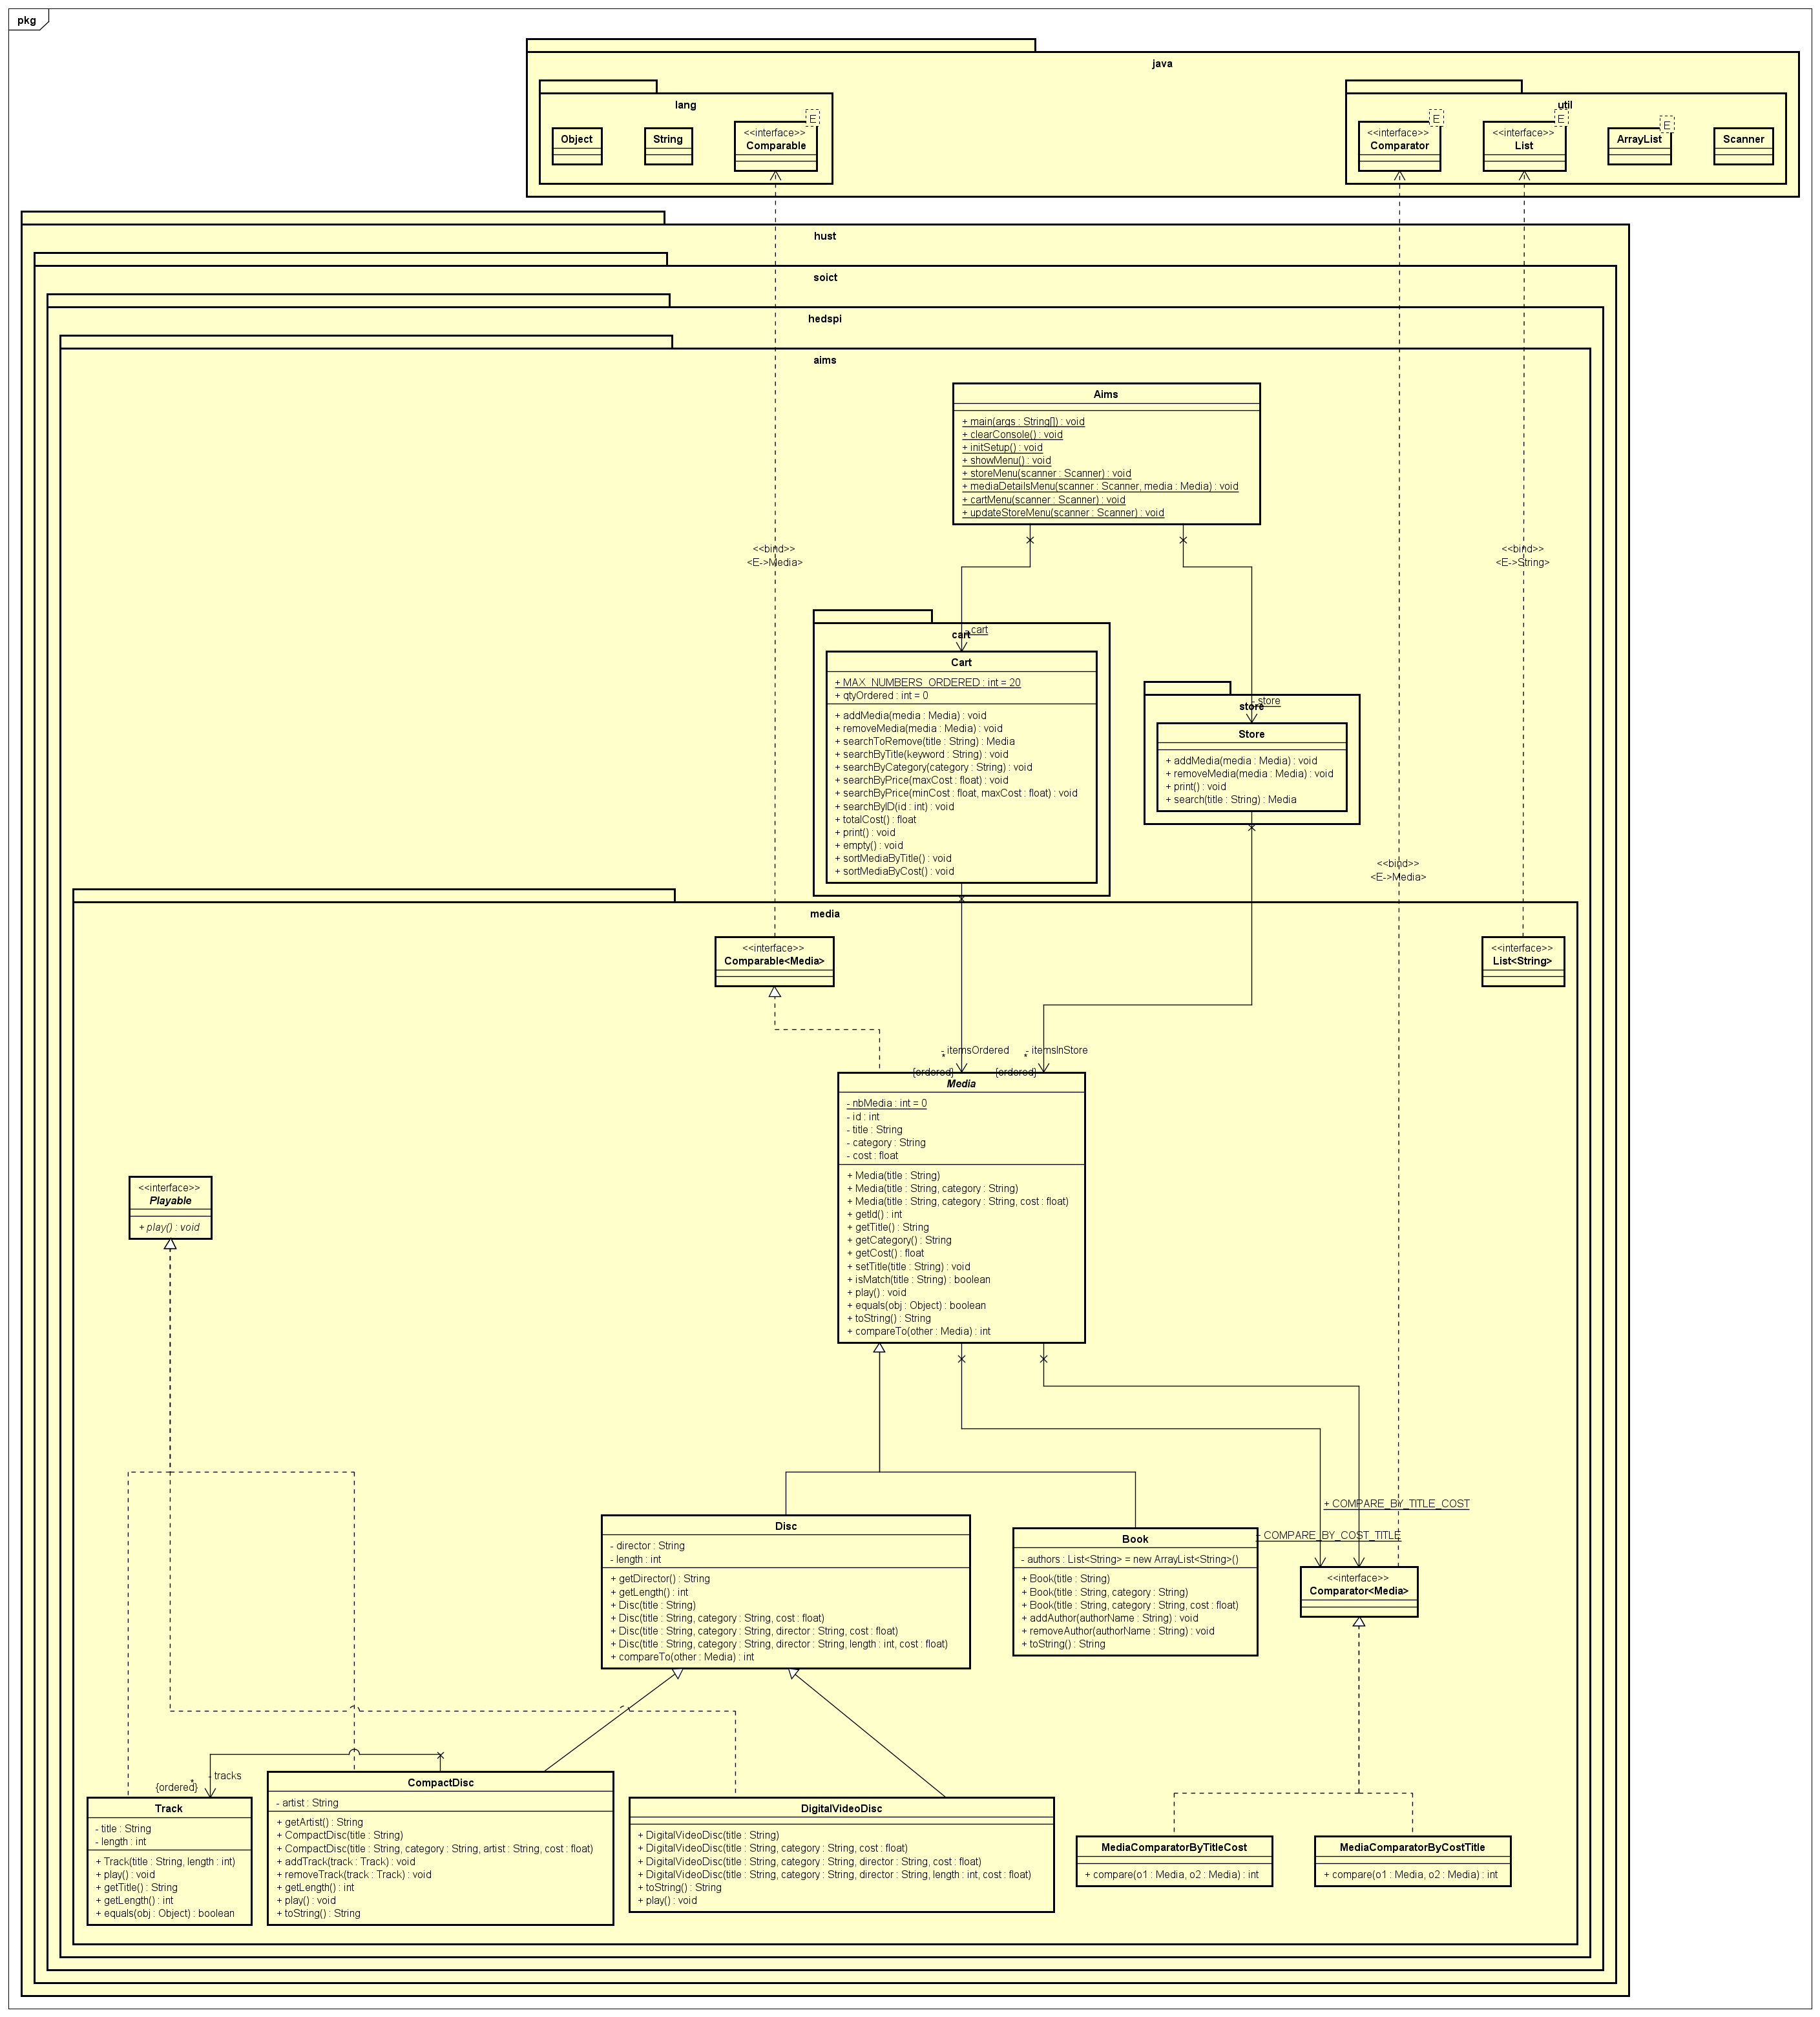 pkg
java
lang
util
Object
String
E
<<interface>>
Comparable
E
<<interface>>
Comparator
E
<<interface>>
List
E
ArrayList
Scanner
hust
soict
hedspi
aims
Aims
+ main(args : String[]) : void
+ clearConsole() : void
+ initSetup() : void
+ showMenu() : void
+ storeMenu(scanner : Scanner) : void
+ mediaDetailsMenu(scanner : Scanner, media : Media) : void
+ cartMenu(scanner : Scanner) : void
+ updateStoreMenu(scanner : Scanner) : void
<<bind>>
<E->Media>
<<bind>>
<E->String>
- cart
cart
Cart
+ MAX_NUMBERS_ORDERED : int = 20
+ qtyOrdered : int = 0
+ addMedia(media : Media) : void
+ removeMedia(media : Media) : void
+ searchToRemove(title : String) : Media
+ searchByTitle(keyword : String) : void
+ searchByCategory(category : String) : void
+ searchByPrice(maxCost : float) : void
+ searchByPrice(minCost : float, maxCost : float) : void
+ searchByID(id : int) : void
+ totalCost() : float
+ print() : void
+ empty() : void
+ sortMediaByTitle() : void
+ sortMediaByCost() : void
- store
store
Store
+ addMedia(media : Media) : void
+ removeMedia(media : Media) : void
+ print() : void
+ search(title : String) : Media
<<bind>>
<E->Media>
media
<<interface>>
Comparable<Media>
<<interface>>
List<String>
- itemsOrdered
*
{ordered}
- itemsInStore
*
{ordered}
Media
- nbMedia : int = 0
- id : int
- title : String
- category : String
- cost : float
+ Media(title : String)
+ Media(title : String, category : String)
+ Media(title : String, category : String, cost : float)
+ getId() : int
+ getTitle() : String
+ getCategory() : String
+ getCost() : float
+ setTitle(title : String) : void
+ isMatch(title : String) : boolean
+ play() : void
+ equals(obj : Object) : boolean
+ toString() : String
+ compareTo(other : Media) : int
<<interface>>
Playable
+ play() : void
+ COMPARE_BY_TITLE_COST
+ COMPARE_BY_COST_TITLE
Disc
- director : String
- length : int
+ getDirector() : String
+ getLength() : int
+ Disc(title : String)
+ Disc(title : String, category : String, cost : float)
+ Disc(title : String, category : String, director : String, cost : float)
+ Disc(title : String, category : String, director : String, length : int, cost : float)
+ compareTo(other : Media) : int
Book
- authors : List<String> = new ArrayList<String>()
+ Book(title : String)
+ Book(title : String, category : String)
+ Book(title : String, category : String, cost : float)
+ addAuthor(authorName : String) : void
+ removeAuthor(authorName : String) : void
+ toString() : String
<<interface>>
Comparator<Media>
- tracks
*
{ordered}
Track
- title : String
- length : int
+ Track(title : String, length : int)
+ play() : void
+ getTitle() : String
+ getLength() : int
+ equals(obj : Object) : boolean
CompactDisc
- artist : String
+ getArtist() : String
+ CompactDisc(title : String)
+ CompactDisc(title : String, category : String, artist : String, cost : float)
+ addTrack(track : Track) : void
+ removeTrack(track : Track) : void
+ getLength() : int
+ play() : void
+ toString() : String
DigitalVideoDisc
+ DigitalVideoDisc(title : String)
+ DigitalVideoDisc(title : String, category : String, cost : float)
+ DigitalVideoDisc(title : String, category : String, director : String, cost : float)
+ DigitalVideoDisc(title : String, category : String, director : String, length : int, cost : float)
+ toString() : String
+ play() : void
MediaComparatorByTitleCost
+ compare(o1 : Media, o2 : Media) : int
MediaComparatorByCostTitle
+ compare(o1 : Media, o2 : Media) : int